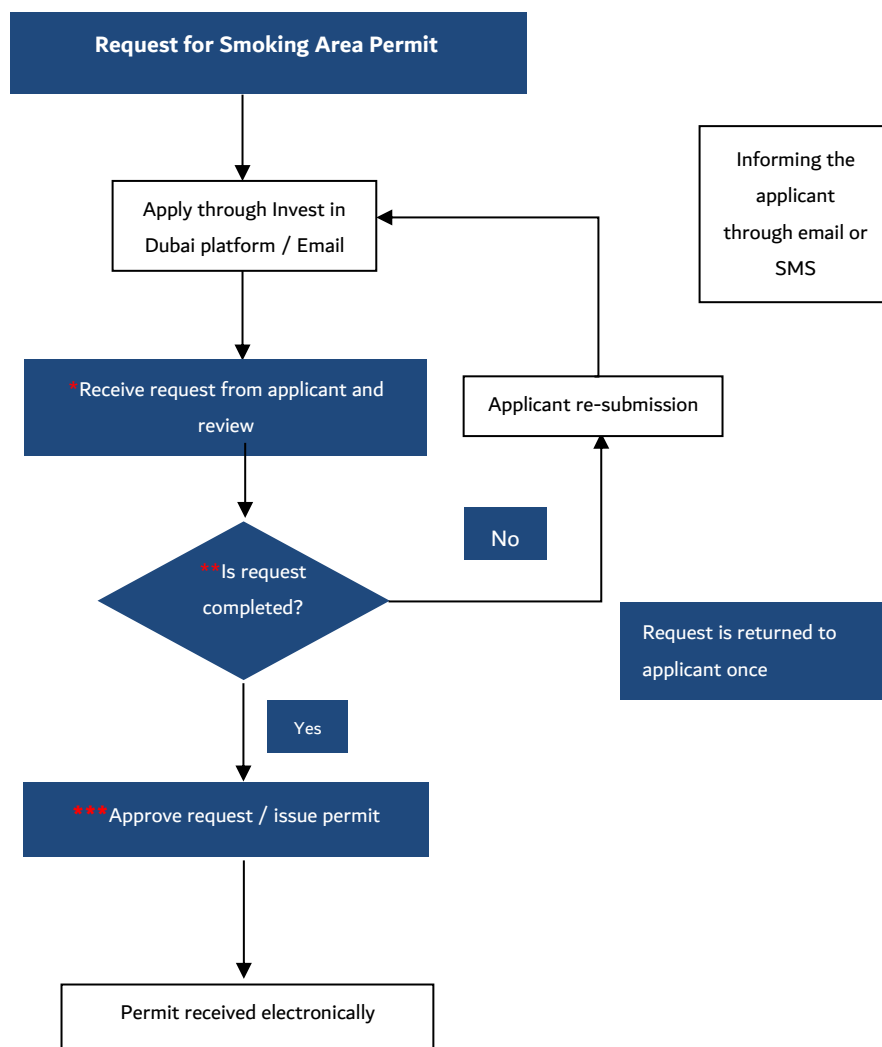 Request for Smoking Area Permit
Informing the
applicant
through email or
SMS
Apply through Invest in
Dubai platform / Email
*Receive request from applicant and
review
Applicant re-submission
No
**Is request
completed?
Request is returned to
applicant once
Yes
***Approve request / issue permit
Permit received electronically